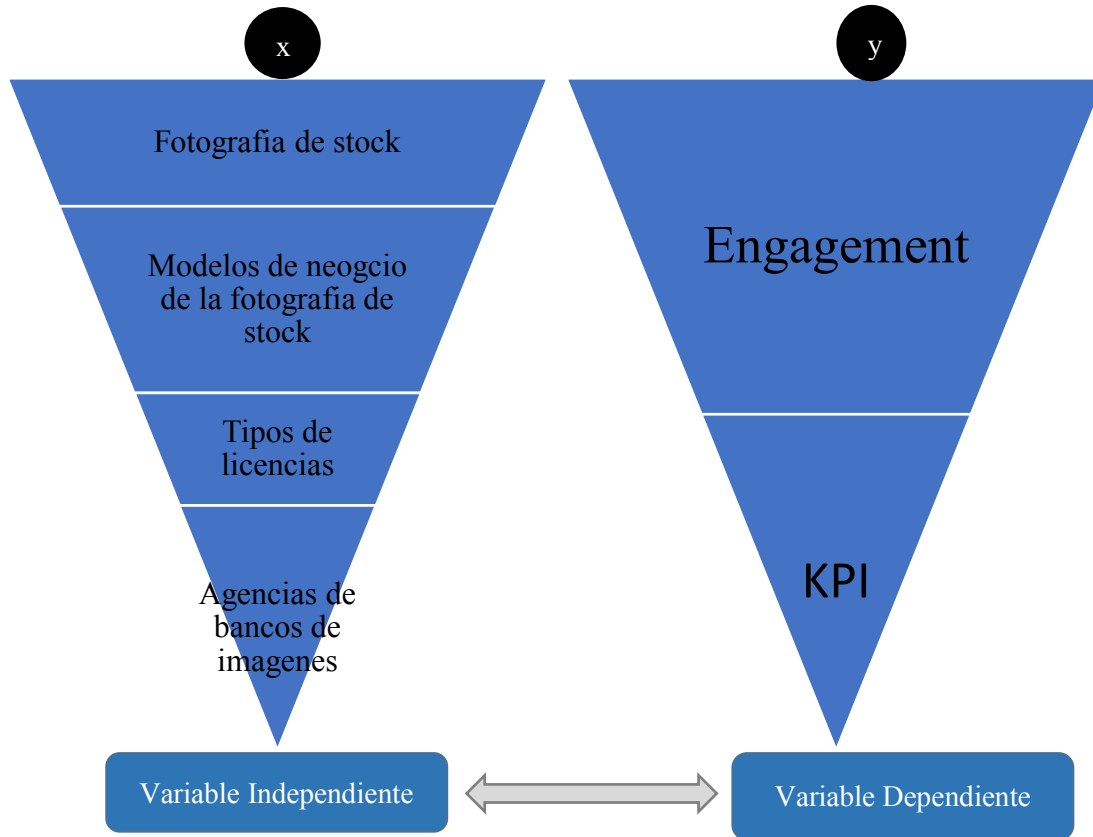 x
Fotografia de stock
Modelos de neogcio
de la fotografia de
stock
Tipos de
licencias
Agencias de
bancos de
imagenes
Variable Independiente
y
Engagement
KPI
Variable Dependiente